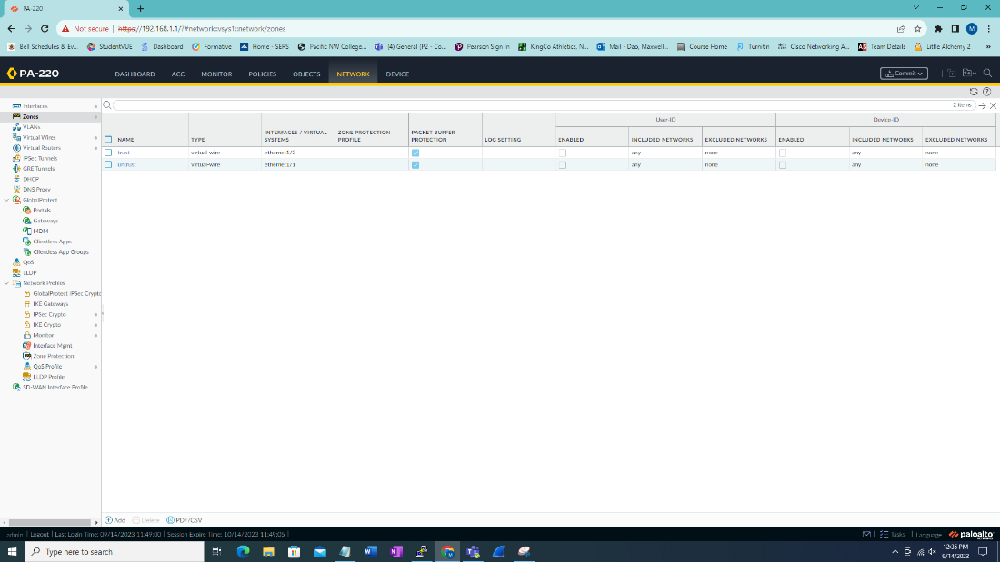 PA-220
Not secure https://192.168.1.1/?#network::vsys1::network/zones
M
Bell Schedules & Ev... StudentVUE Dashboard Formative Home - SERS Pacific NW College... (4) General (P2 - Co... Pearson Sign In KingCo Athletics, N... Mail - Dao, Maxwell... Course Home Turnitin Cisco Networking A... Team Details Little Alchemy 2 »
PA-220 DASHBOARD ACC MONITOR POLICIES OBJECTS NETWORK DEVICE Commit
Interfaces
Zones
VLANs
Virtual Wires
Virtual Routers
IPSec Tunnels
GRE Tunnels
DHCP
DNS Proxy
GlobalProtect
Portals
Gateways
MDM
Clientless Apps
Clientless App Groups
QoS
LLDP
Network Profiles
GlobalProtect IPSec Crypto
IKE Gateways
IPSec Crypto
IKE Crypto
Monitor
Interface Mgmt
Zone Protection
QoS Profile
LLDP Profile
SD-WAN Interface Profile
2 items
User-ID Device-ID
NAME TYPE INTERFACES / VIRTUAL SYSTEMS ZONE PROTECTION PROFILE PACKET BUFFER PROTECTION LOG SETTING ENABLED INCLUDED NETWORKS EXCLUDED NETWORKS ENABLED INCLUDED NETWORKS EXCLUDED NETWORKS
trust virtual-wire ethernet1/2 any none any none
untrust virtual-wire ethernet1/1 any none any none
Add Delete PDF/CSV
admin | Logout | Last Login Time: 09/14/2023 11:49:00 | Session Expire Time: 10/14/2023 11:49:05 | Tasks | Language paloalto
Type here to search
12:35 PM
9/14/2023